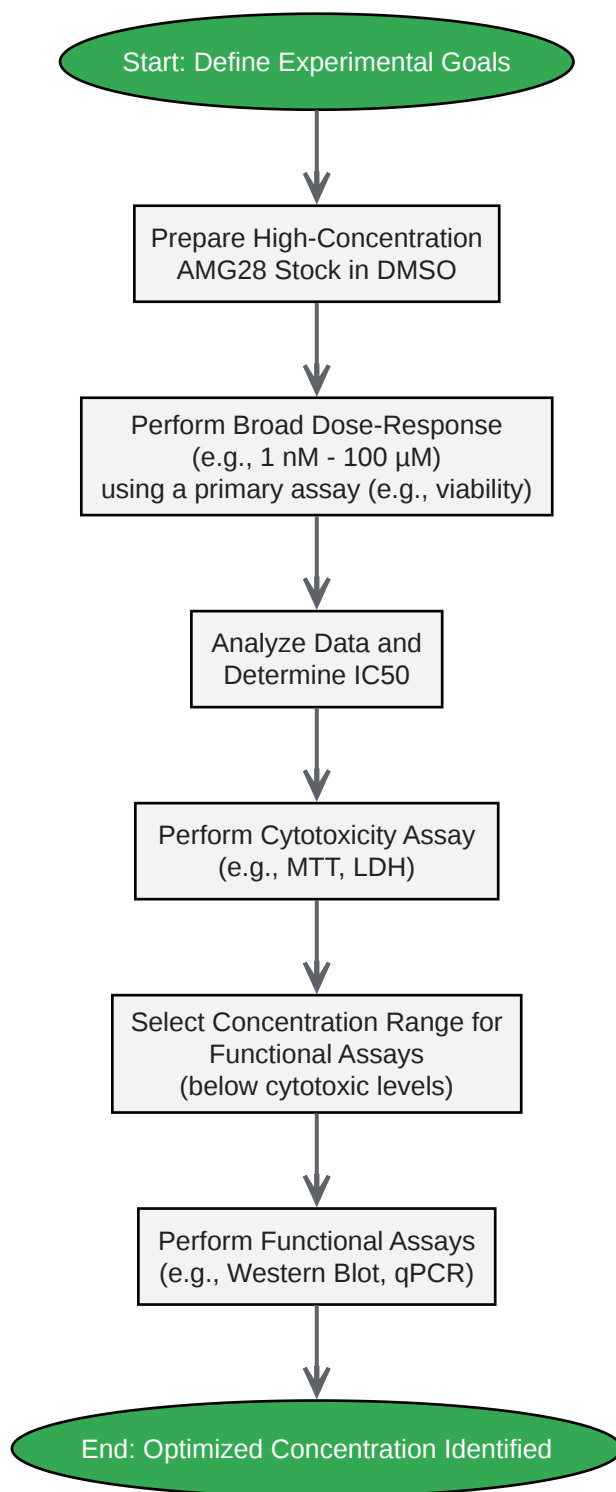 Start: Define Experimental Goals
Prepare High-Concentration
AMG28 Stock in DMSO
Perform Broad Dose-Response
(e.g., 1 nM - 100 µM)
using a primary assay (e.g., viability)
Analyze Data and
Determine IC50
Perform Cytotoxicity Assay
(e.g., MTT, LDH)
Select Concentration Range for
Functional Assays
(below cytotoxic levels)
Perform Functional Assays
(e.g., Western Blot, qPCR)
End: Optimized Concentration Identified